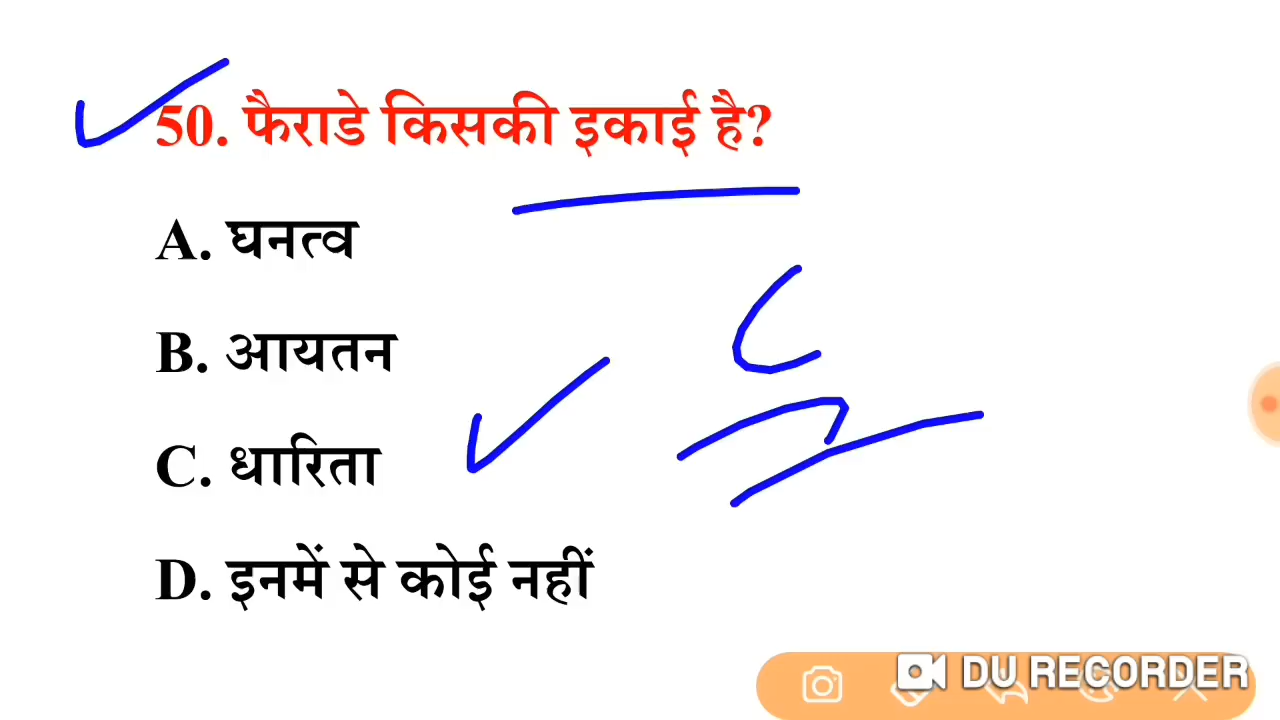 50. फैराडे किसकी इकाई है?
A. घनत्व
B. आयतन
C
C. धारिता
D. इनमें से कोई नहीं
DU RECORDER